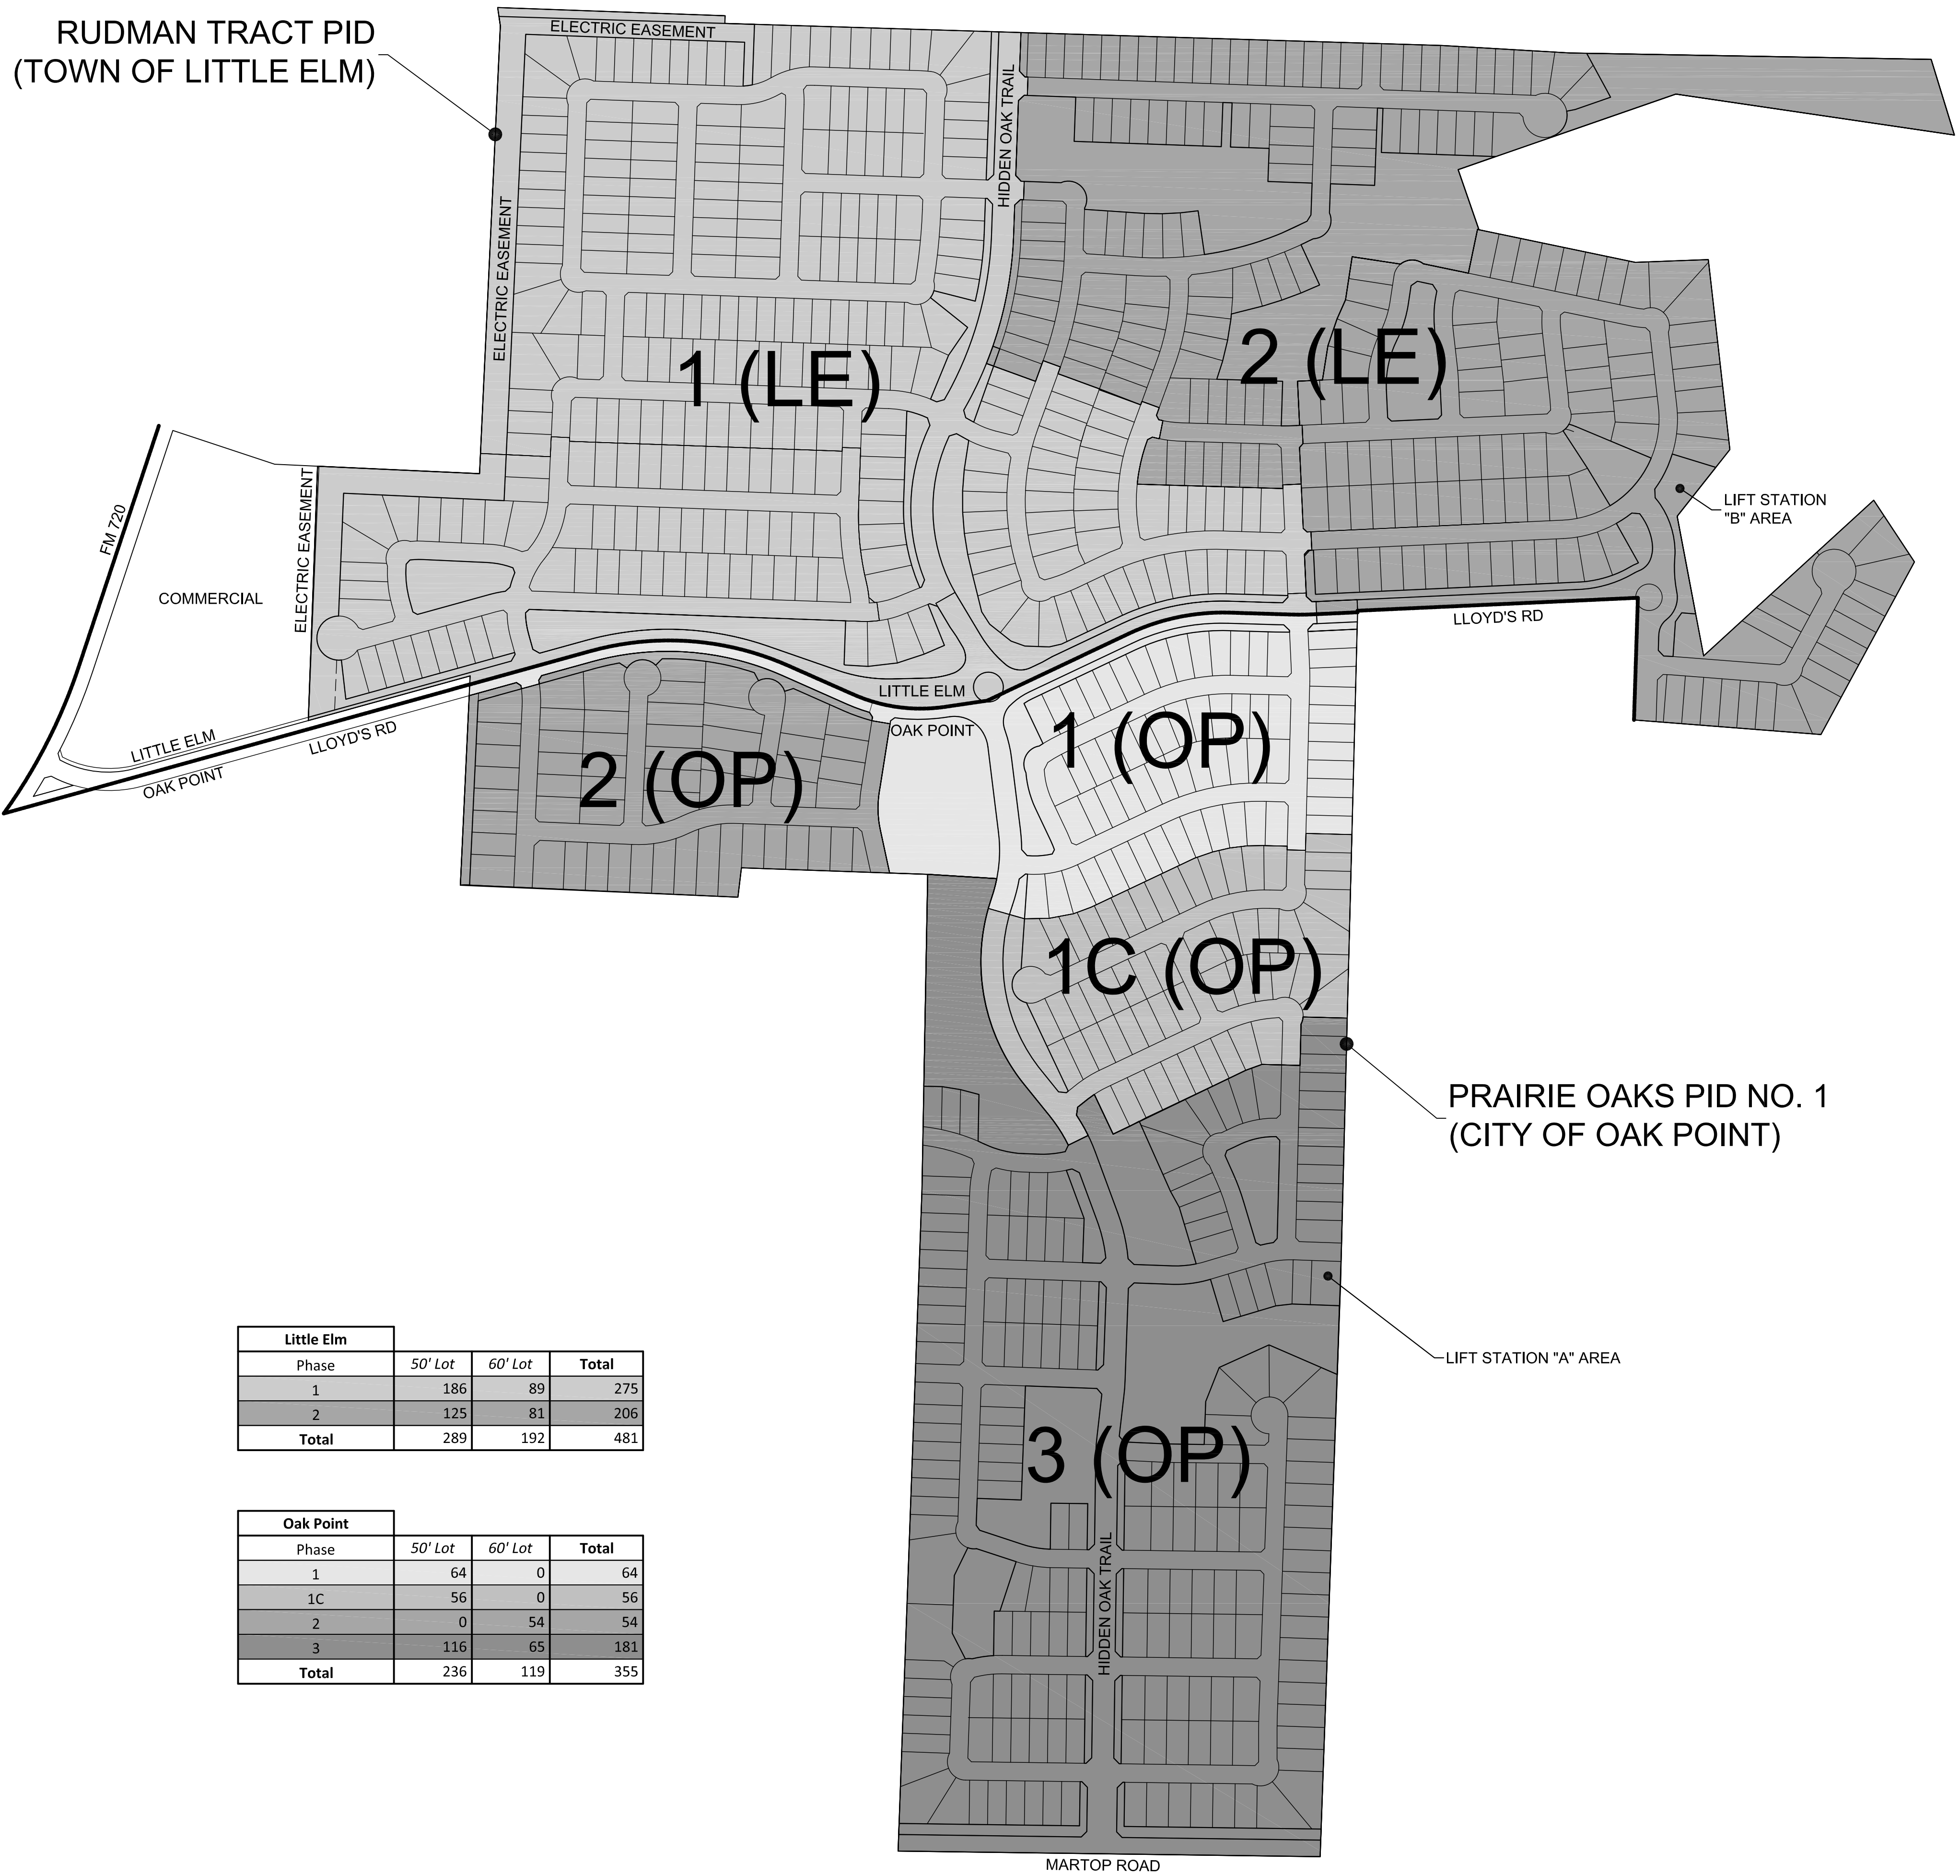 RUDMAN TRACT PID
(TOWN OF LITTLE ELM)
ELECTRIC EASEMENT
HIDDEN OAK TRAIL
ELECTRIC EASEMENT
1 (LE)
2 (LE)
FM 720
ELECTRIC EASEMENT
COMMERCIAL
LIFT STATION
"B" AREA
LLOYD'S RD
LITTLE ELM
OAK POINT
LITTLE ELM
OAK POINT
LLOYD'S RD
2 (OP)
1 (OP)
1C (OP)
PRAIRIE OAKS PID NO. 1
(CITY OF OAK POINT)
LIFT STATION "A" AREA
3 (OP)
HIDDEN OAK TRAIL
MARTOP ROAD
Little Elm
Phase 50' Lot 60' Lot Total
1 186 89 275
2 125 81 206
Total 289 192 481
Oak Point
Phase 50' Lot 60' Lot Total
1 64 0 64
1C 56 0 56
2 0 54 54
3 116 65 181
Total 236 119 355